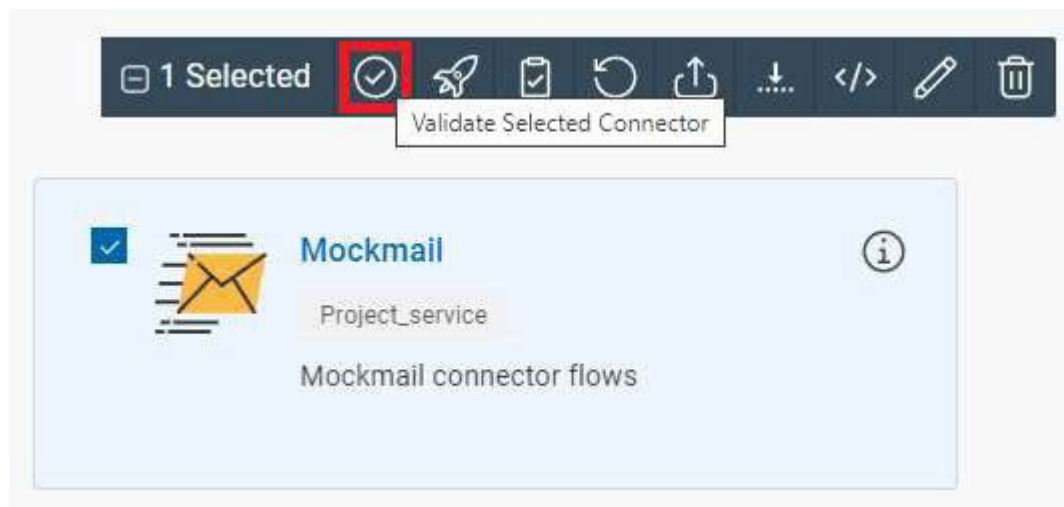 1 Selected
Validate Selected Connector
Mockmail
Project_service
Mockmail connector flows